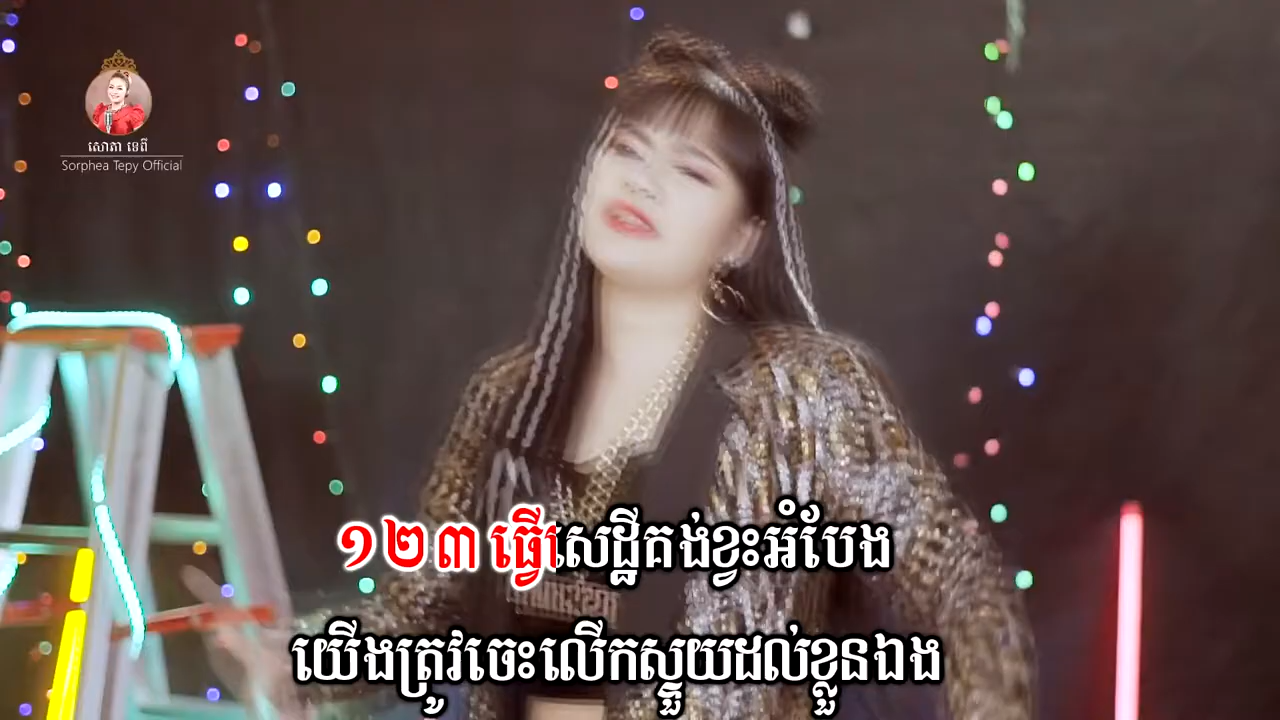 សោភា ទេពី
Sorphea Tepy Official
១២៣ ធ្វើសេដ្ឋីគង់ខ្វះអំបែង
យើងត្រូវចេះលើកស្ទួយដល់ខ្លួនឯង